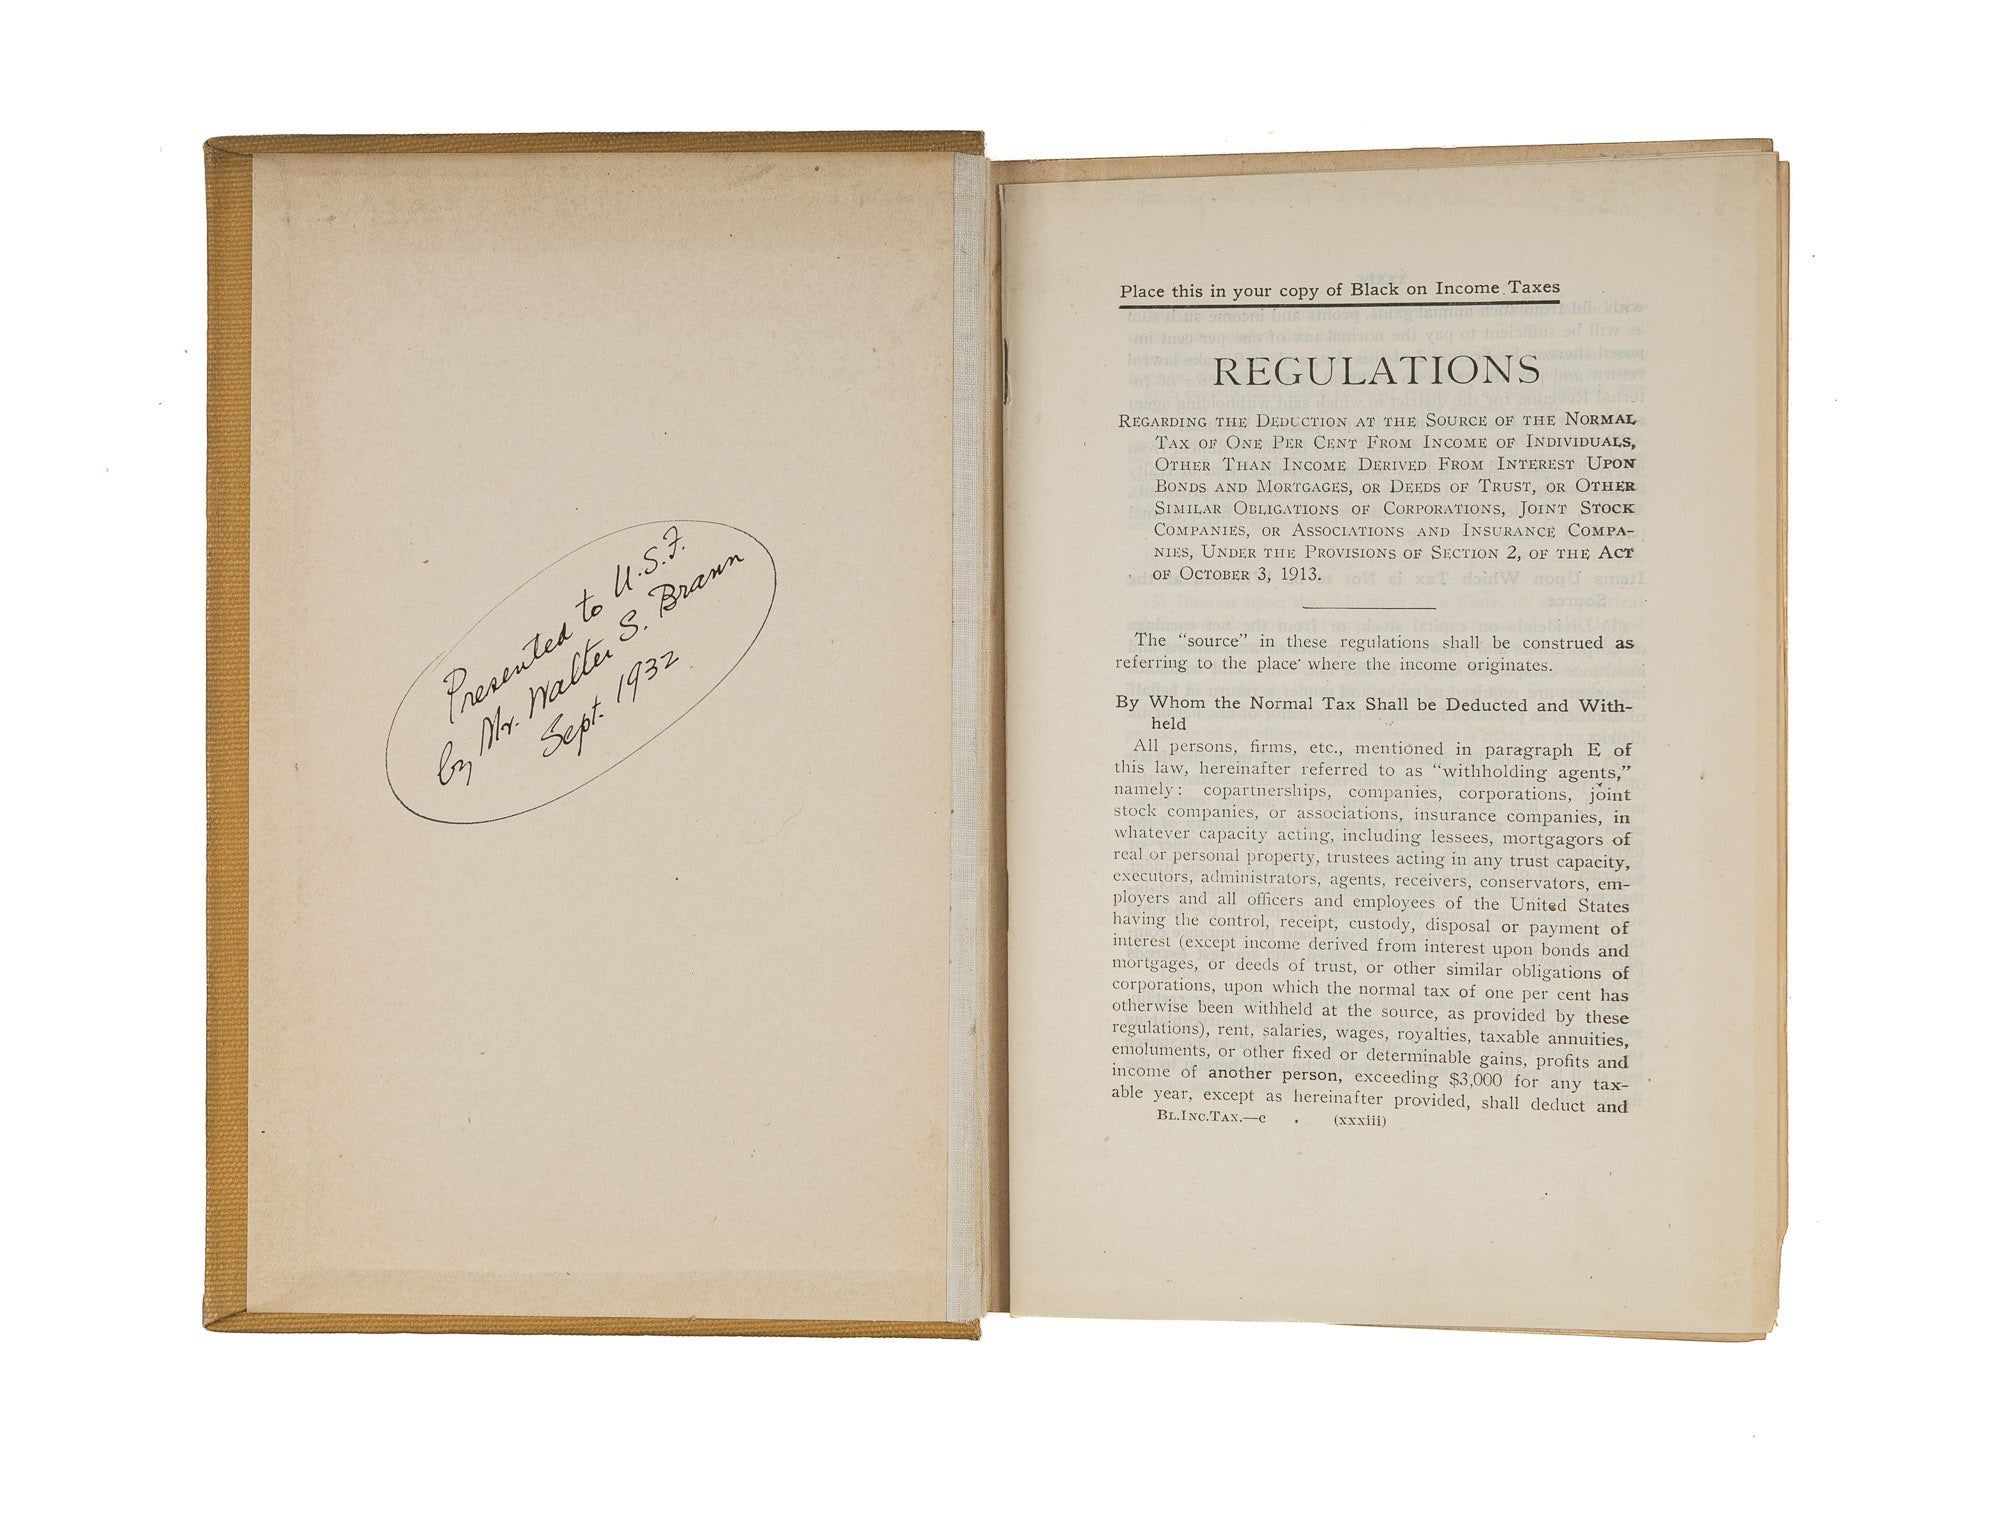 Presented to U.S.F.
by Mr. Walter S. Brann
Sept. 1932
Place this in your copy of Black on Income Taxes
REGULATIONS
REGARDING THE DEDUCTION AT THE SOURCE OF THE NORMAL
TAX OF ONE PER CENT FROM INCOME OF INDIVIDUALS,
OTHER THAN INCOME DERIVED FROM INTEREST UPON
BONDS AND MORTGAGES, OR DEEDS OF TRUST, OR OTHER
SIMILAR OBLIGATIONS OF CORPORATIONS, JOINT STOCK
COMPANIES, OR ASSOCIATIONS AND INSURANCE COMPA-
NIES, UNDER THE PROVISIONS OF SECTION 2, OF THE ACT
OF OCTOBER 3, 1913.
The “source” in these regulations shall be construed as
referring to the place where the income originates.
By Whom the Normal Tax Shall be Deducted and With-
held
All persons, firms, etc., mentioned in paragraph E of
this law, hereinafter referred to as “withholding agents,”
namely: copartnerships, companies, corporations, joint
stock companies, or associations, insurance companies, in
whatever capacity acting, including lessees, mortgagors of
real or personal property, trustees acting in any trust capacity,
executors, administrators, agents, receivers, conservators, em-
ployers and all officers and employees of the United States
having the control, receipt, custody, disposal or payment of
interest (except income derived from interest upon bonds and
mortgages, or deeds of trust, or other similar obligations of
corporations, upon which the normal tax of one per cent has
otherwise been withheld at the source, as provided by these
regulations), rent, salaries, wages, royalties, taxable annuities,
emoluments, or other fixed or determinable gains, profits and
income of another person, exceeding $3,000 for any tax-
able year, except as hereinafter provided, shall deduct and
BL.INC.TAX.—c (xxxiii)